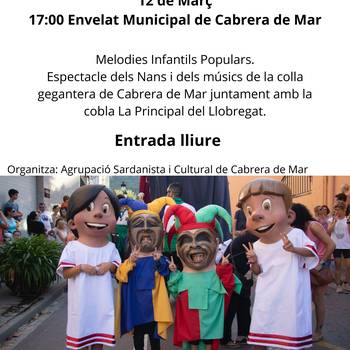 12 de Març
17:00 Envelat Municipal de Cabrera de Mar
Melodies Infantils Populars.
Espectacle dels Nans i dels músics de la colla
gegantera de Cabrera de Mar juntament amb la
cobla La Principal del Llobregat.
Entrada lliure
Organitza: Agrupació Sardanista i Cultural de Cabrera de Mar